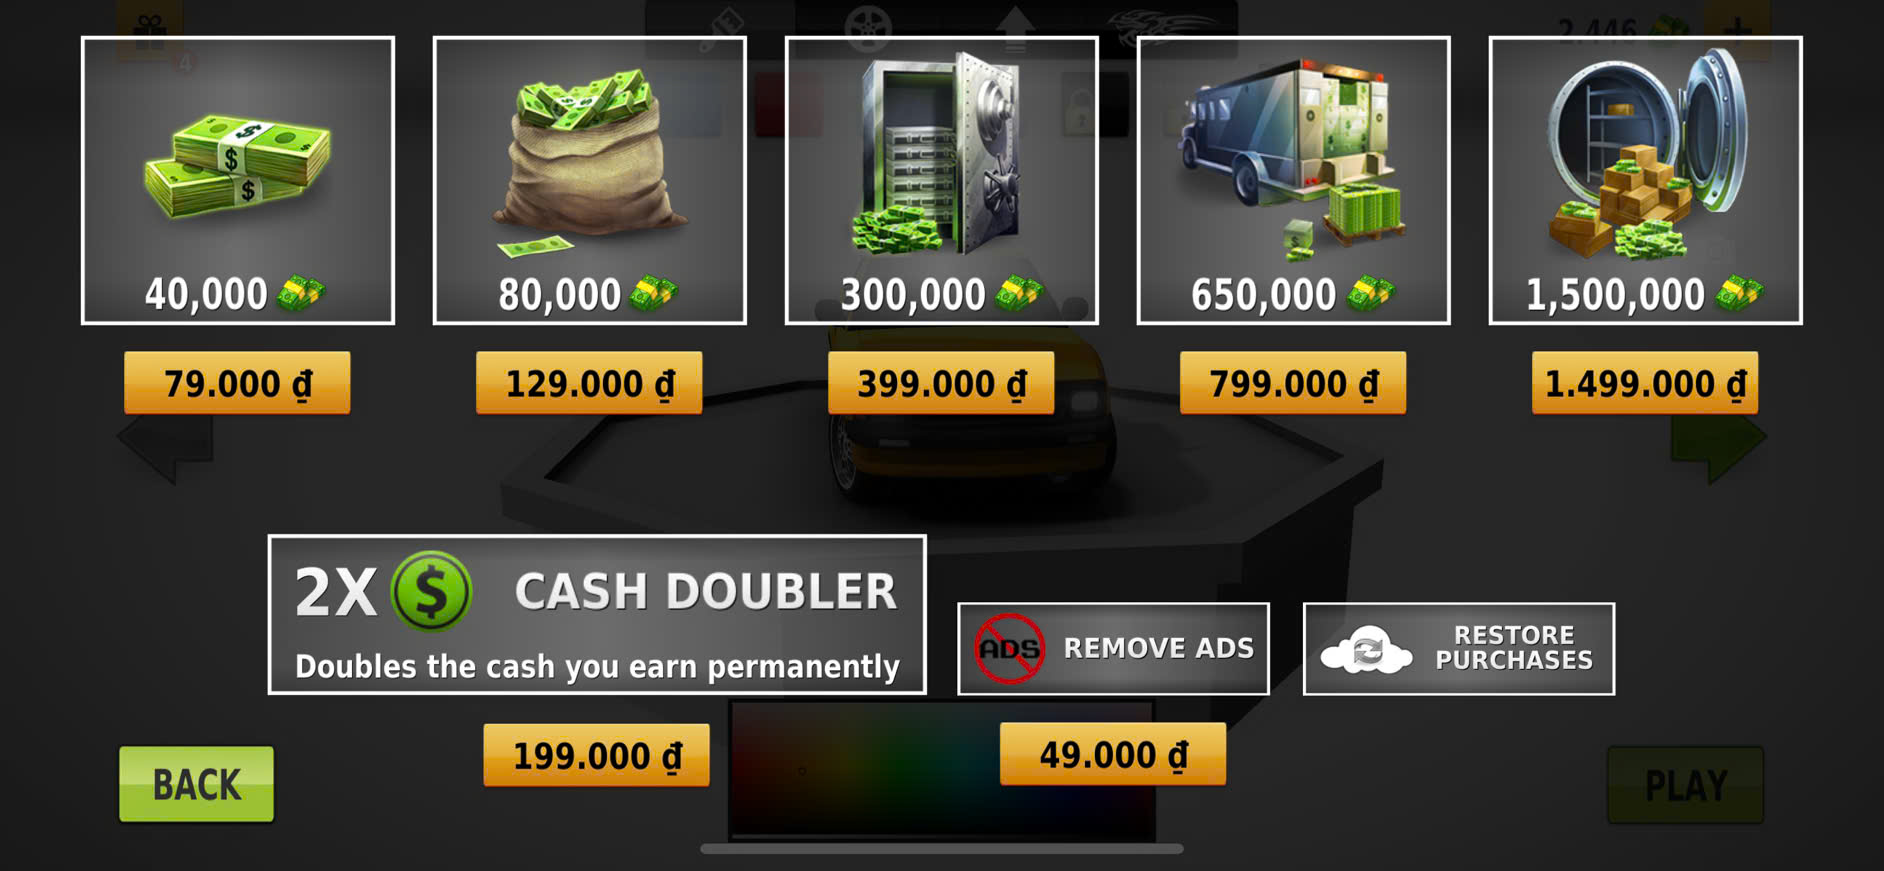 4
2,446
40,000
80,000
300,000
650,000
1,500,000
79.000 ₫
129.000 ₫
399.000 ₫
799.000 ₫
1.499.000 ₫
2X $ CASH DOUBLER
Doubles the cash you earn permanently
ADS REMOVE ADS
RESTORE
PURCHASES
199.000 ₫
49.000 ₫
BACK
PLAY